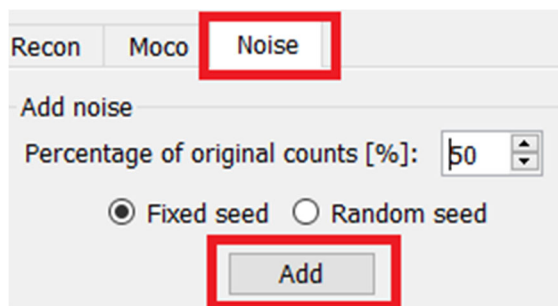 Recon Moco Noise
Add noise
Percentage of original counts [%]: 50
Fixed seed Random seed
Add